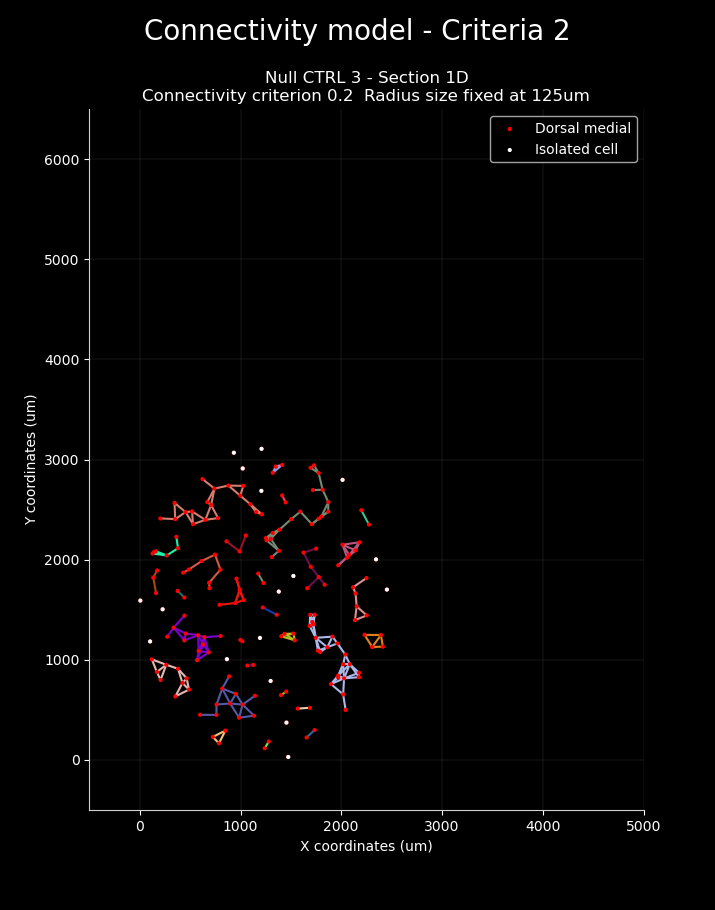 Connectivity model - Criteria 2
Null CTRL 3 - Section 1D
Connectivity criterion 0.2  Radius size fixed at 125um
Dorsal medial
Isolated cell
6000
5000
4000
3000
2000
1000
0
Y coordinates (um)
0 1000 2000 3000 4000 5000
X coordinates (um)